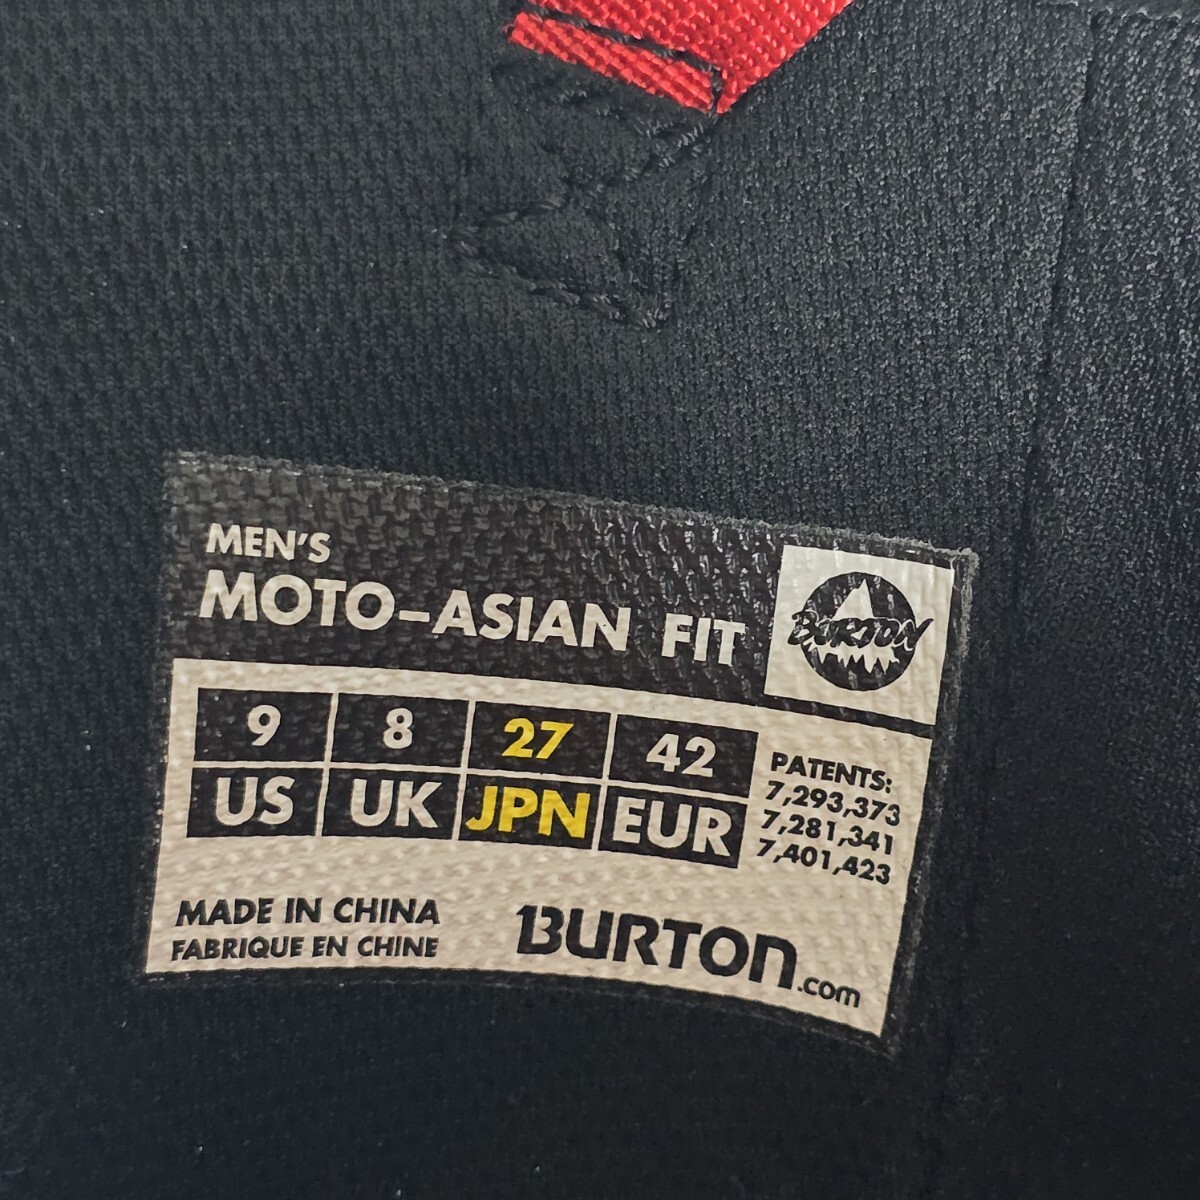 MEN'S
MOTO-ASIAN FIT
BURTON
9 8 27 42
US UK JPN EUR
PATENTS:
7,293,373
7,281,341
7,401,423
MADE IN CHINA
FABRIQUE EN CHINE
BURTON.com